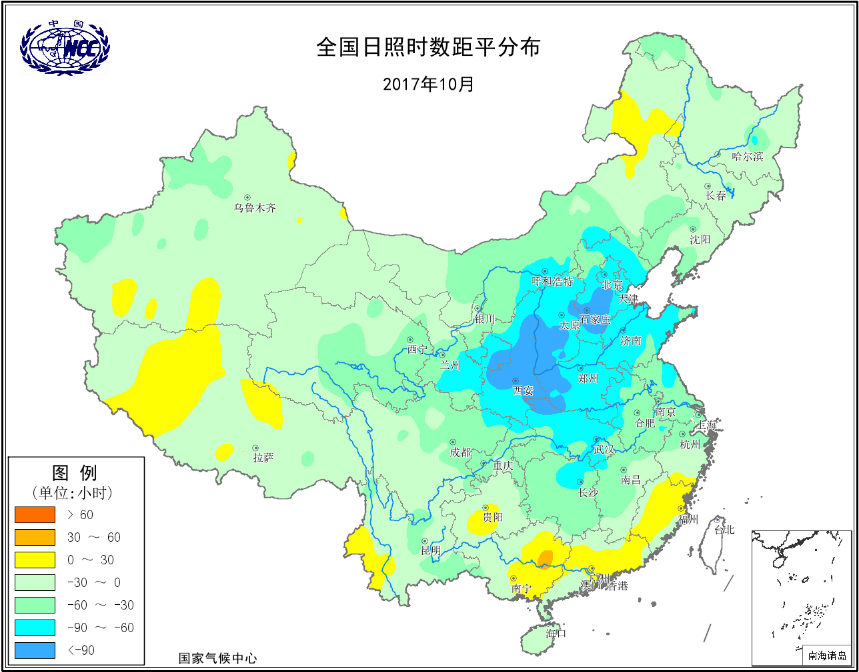 中 国
NCC
全国日照时数距平分布
2017年10月
哈尔滨
长春
乌鲁木齐
沈阳
呼和浩特
北京
天津
银川
太原
石家庄
西宁
济南
兰州
郑州
西安
南京
合肥
上海
武汉
成都
杭州
重庆
拉萨
南昌
长沙
贵阳
福州
台北
昆明
广州
南宁
澳门
香港
海口
图 例
(单位:小时)
> 60
30 ~ 60
0 ~ 30
-30 ~ 0
-60 ~ -30
-90 ~ -60
<-90
国家气候中心
南海诸岛